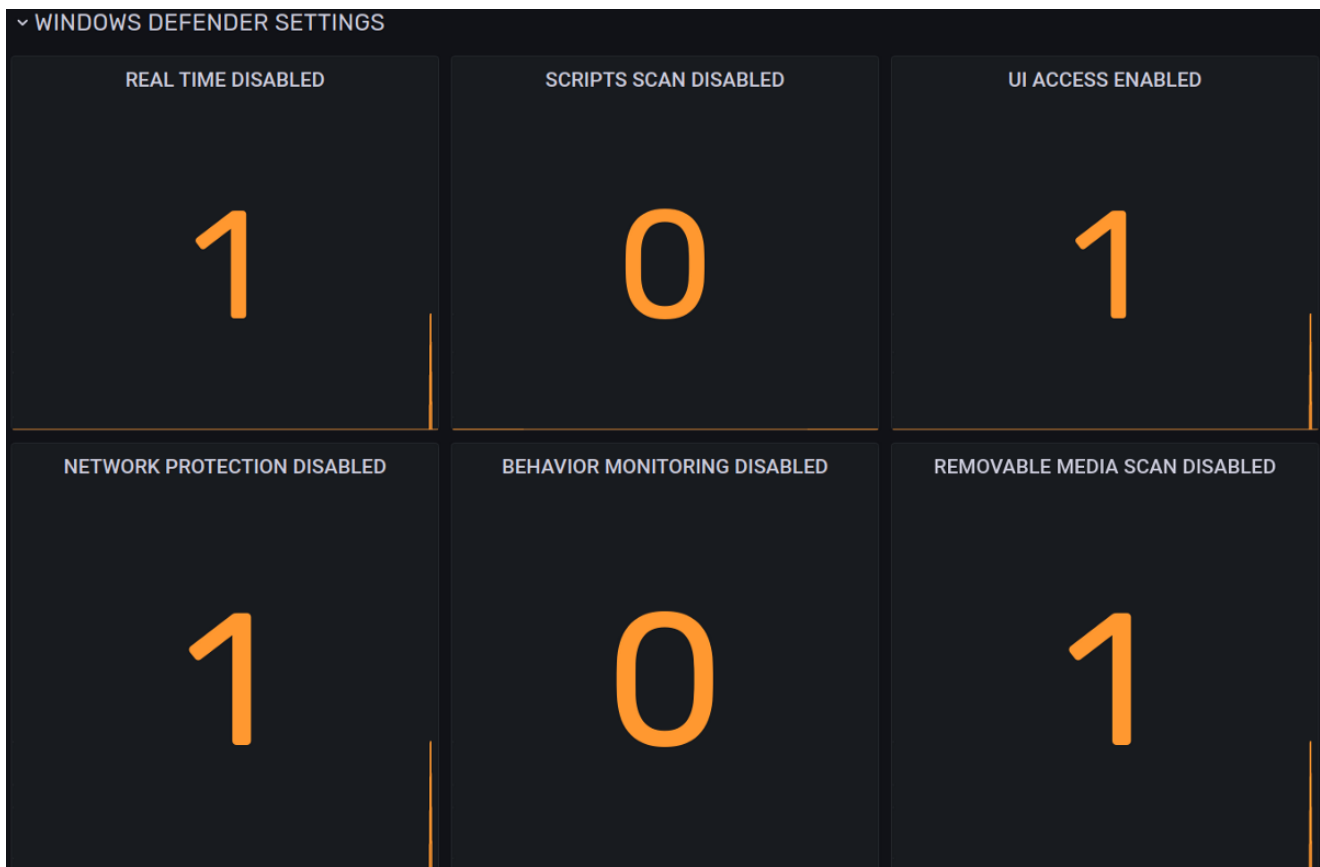 WINDOWS DEFENDER SETTINGS
REAL TIME DISABLED
SCRIPTS SCAN DISABLED
UI ACCESS ENABLED
1
0
1
NETWORK PROTECTION DISABLED
BEHAVIOR MONITORING DISABLED
REMOVABLE MEDIA SCAN DISABLED
1
0
1